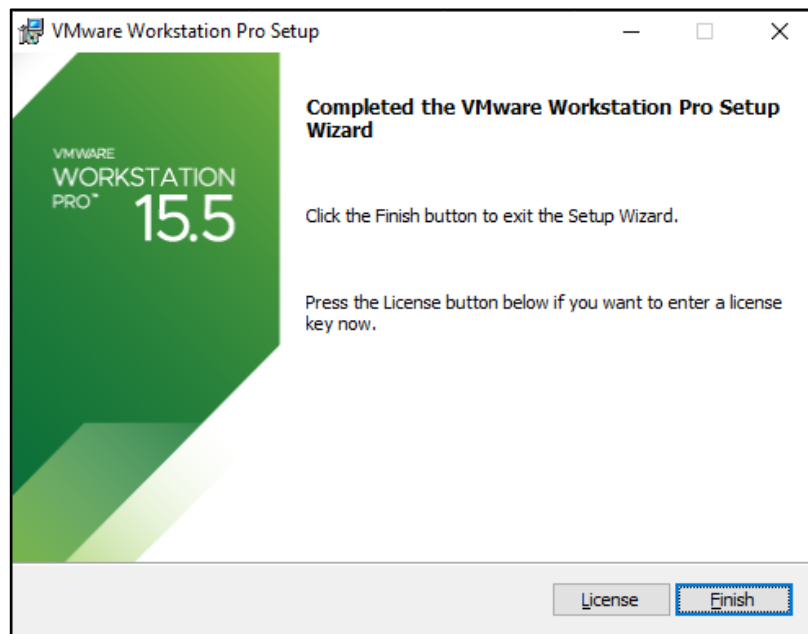 VMware Workstation Pro Setup
VMWARE
WORKSTATION
PRO™ 15.5
Completed the VMware Workstation Pro Setup
Wizard
Click the Finish button to exit the Setup Wizard.
Press the License button below if you want to enter a license
key now.
License Finish